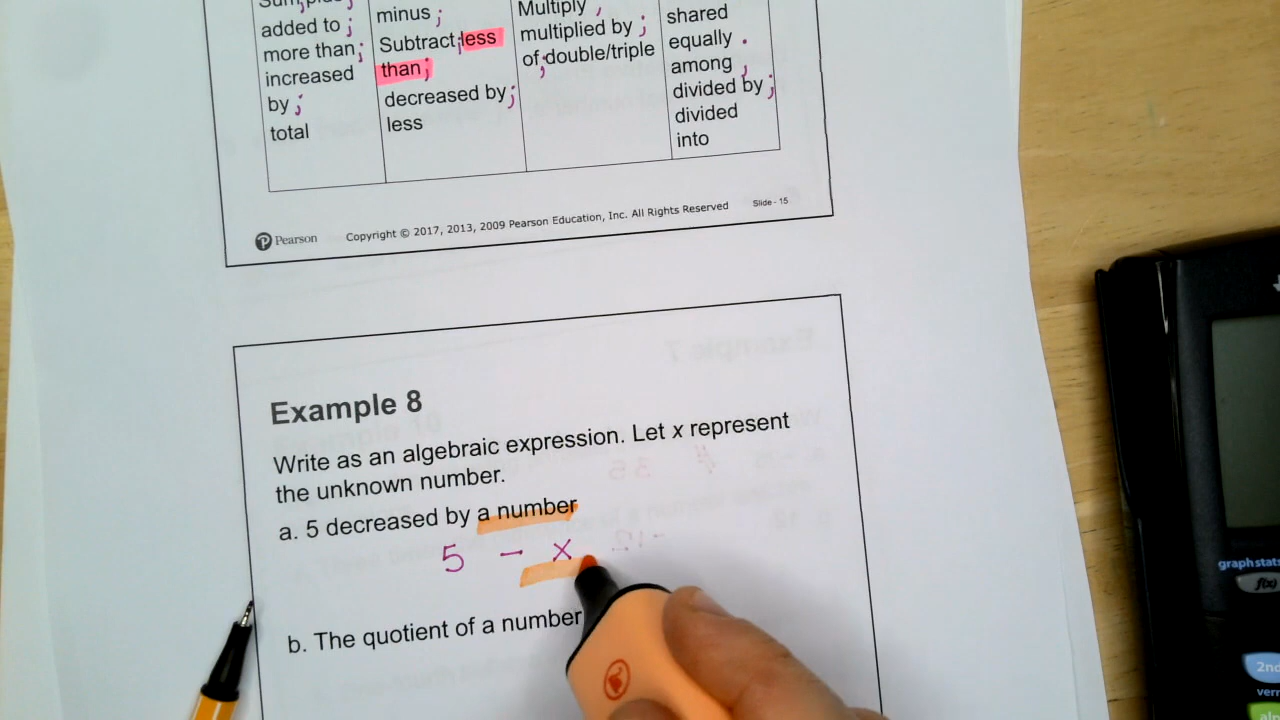 added to ;
more than ;
increased
by ;
total
minus ;
Subtract ; less
than ;
decreased by ;
less
Multiply ,
multiplied by ;
of ; double/triple
shared
equally .
among ,
divided by ;
divided
into
Pearson Copyright © 2017, 2013, 2009 Pearson Education, Inc. All Rights Reserved Slide - 15
Example 8
Write as an algebraic expression. Let x represent
the unknown number.
a. 5 decreased by a number
5 - x
b. The quotient of a number
graph stats
f(x)
2nd